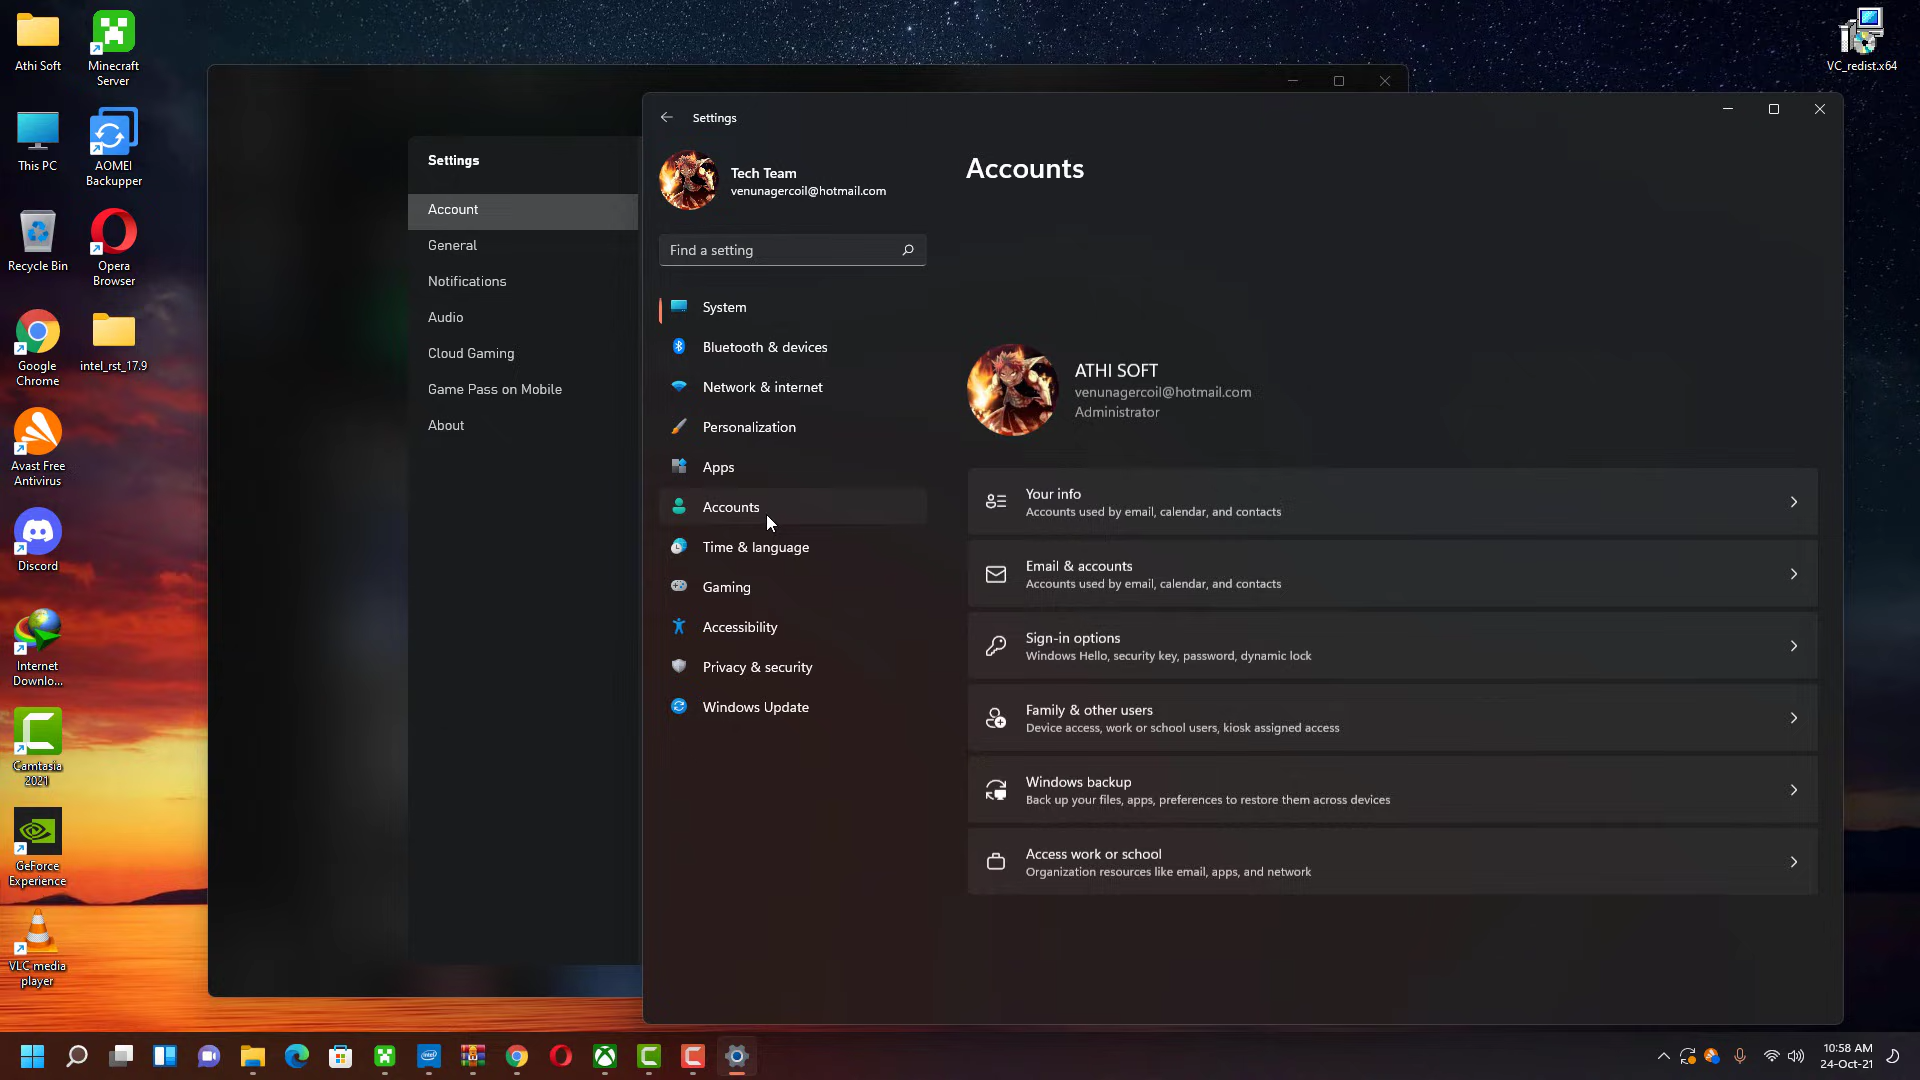 Athi Soft
Minecraft
Server
This PC
AOMEI
Backupper
Recycle Bin
Opera
Browser
Google
Chrome
intel_rst_17.9
Avast Free
Antivirus
Discord
Internet
Downlo...
Camtasia
2021
GeForce
Experience
VLC media
player
VC_redist.x64
Settings
Account
General
Notifications
Audio
Cloud Gaming
Game Pass on Mobile
About
Settings
Tech Team
venunagercoil@hotmail.com
Find a setting
System
Bluetooth & devices
Network & internet
Personalization
Apps
Accounts
Time & language
Gaming
Accessibility
Privacy & security
Windows Update
Accounts
ATHI SOFT
venunagercoil@hotmail.com
Administrator
Your info
Accounts used by email, calendar, and contacts
Email & accounts
Accounts used by email, calendar, and contacts
Sign-in options
Windows Hello, security key, password, dynamic lock
Family & other users
Device access, work or school users, kiosk assigned access
Windows backup
Back up your files, apps, preferences to restore them across devices
Access work or school
Organization resources like email, apps, and network
intel
10:58 AM
24-Oct-21